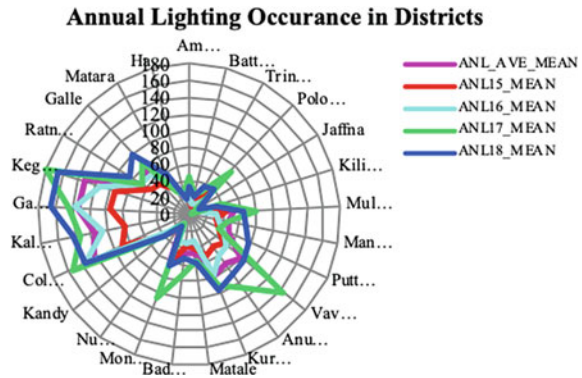 Annual Lighting Occurance in Districts
Am...
Batt...
Trin...
Polo...
Jaffna
Kili...
Mul...
Man...
Putt...
Vav...
Anu...
Kur...
Matale
Bad...
Mon...
Nu...
Kandy
Col...
Kal...
Ga...
Keg...
Ratn...
Galle
Matara
180
160
140
120
100
80
60
40
20
0
ANL_AVE_MEAN
ANL15_MEAN
ANL16_MEAN
ANL17_MEAN
ANL18_MEAN